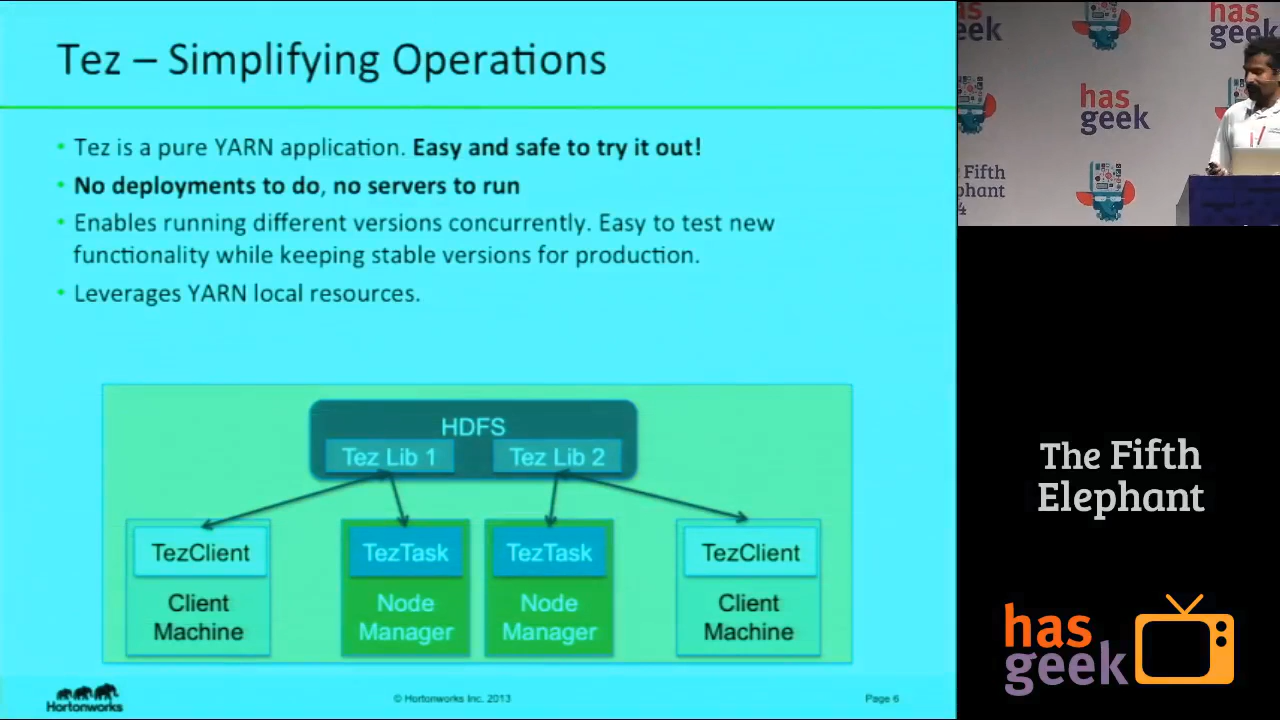 Tez – Simplifying Operations
• Tez is a pure YARN application. Easy and safe to try it out!
• No deployments to do, no servers to run
• Enables running different versions concurrently. Easy to test new
functionality while keeping stable versions for production.
• Leverages YARN local resources.
HDFS
Tez Lib 1 Tez Lib 2
TezClient TezTask TezTask TezClient
Client Node Node Client
Machine Manager Manager Machine
Hortonworks
© Hortonworks Inc. 2013
Page 6
has
geek
eek
has
geek
Fifth
phant
4
The Fifth
Elephant
has
geek